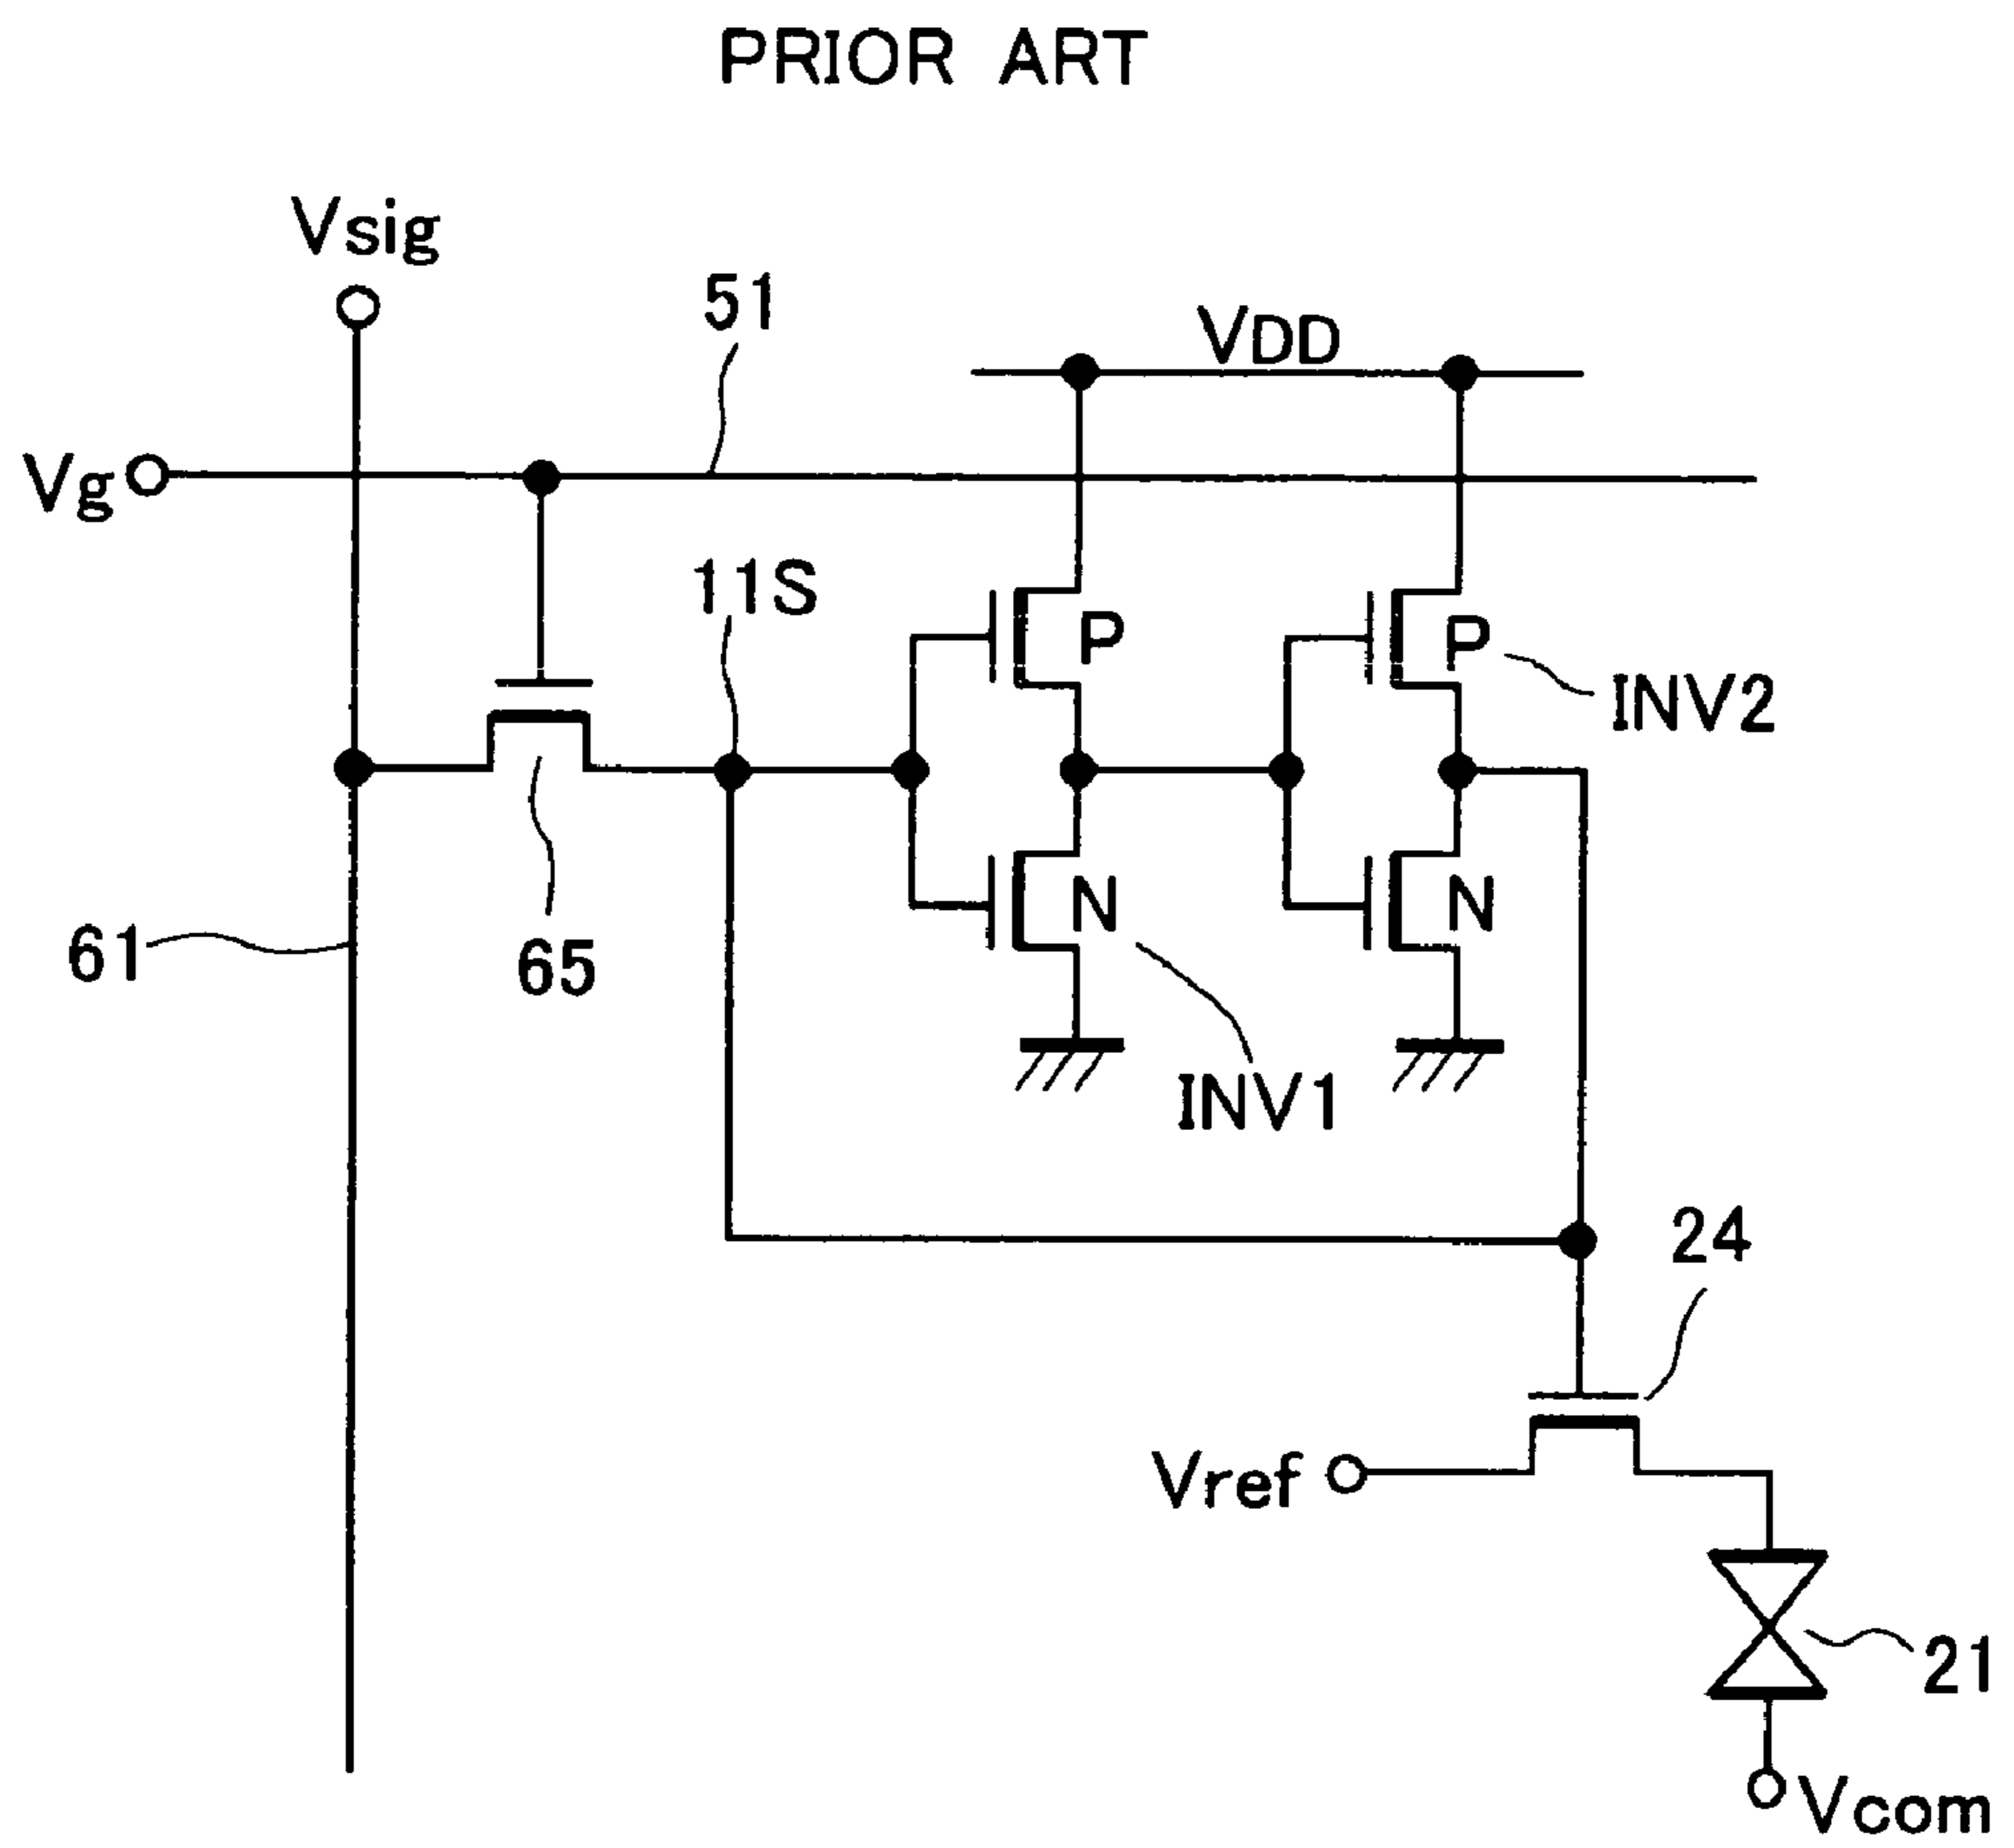 PRIOR ART
Vsig
51
VDD
Vg
11S
P
P
INV2
N
N
61
65
INV1
24
Vref
21
Vcom